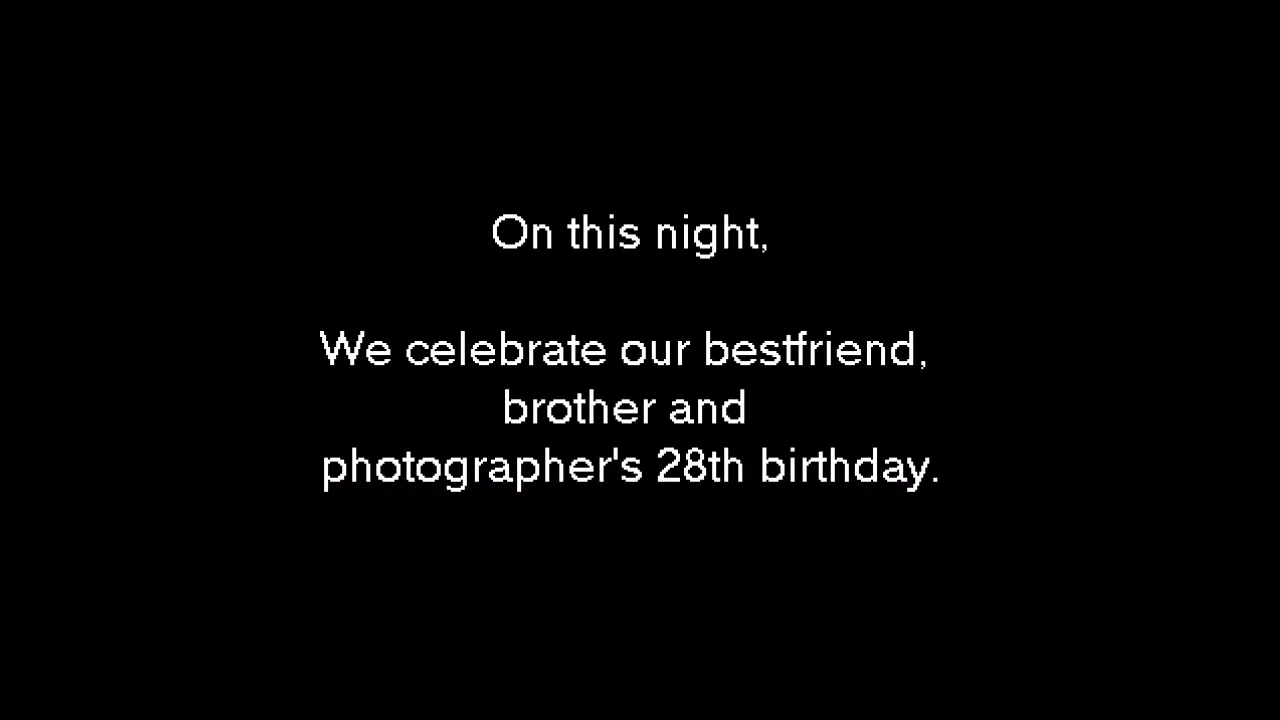 On this night,
We celebrate our bestfriend,
brother and
photographer's 28th birthday.